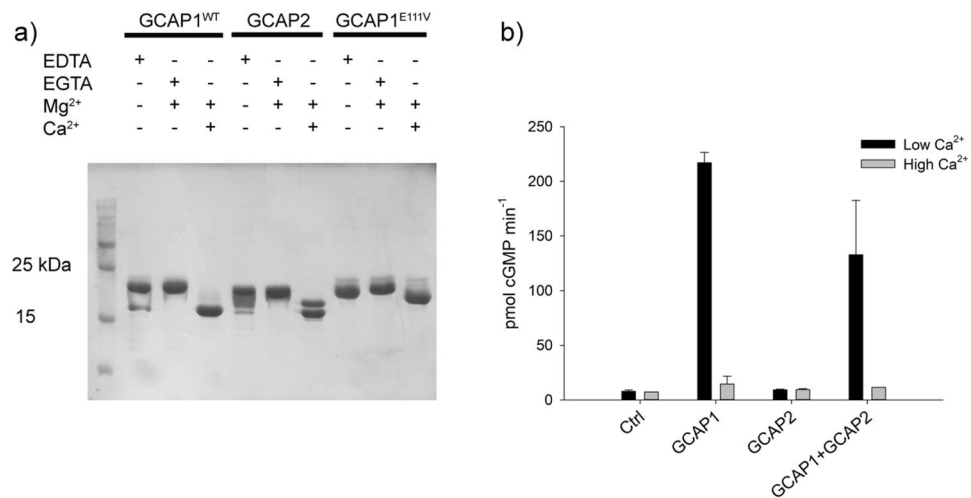 a)
GCAP1ᵂᵀ GCAP2 GCAP1ᴱ¹¹¹ⱽ
EDTA + - - + - - + - -
EGTA - + - - + - - + -
Mg²⁺ - + + - + + - + +
Ca²⁺ - - + - - + - - +
25 kDa
15
b)
pmol cGMP min⁻¹
250
200
150
100
50
0
Low Ca²⁺
High Ca²⁺
Ctrl
GCAP1
GCAP2
GCAP1+GCAP2